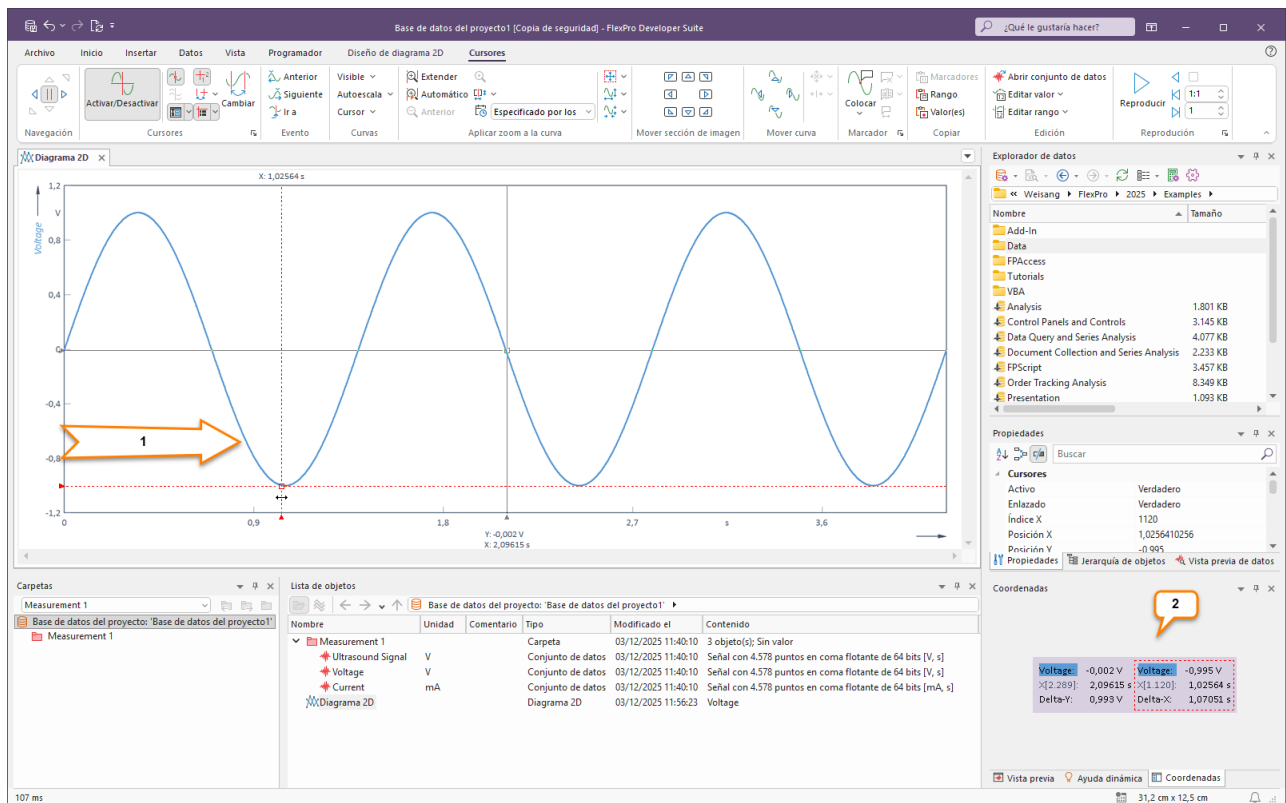 Base de datos del proyecto1 [Copia de seguridad] - FlexPro Developer Suite
¿Qué le gustaría hacer?
Archivo Inicio Insertar Datos Vista Programador Diseño de diagrama 2D Cursores
Activar/Desactivar
Cambiar
Anterior
Siguiente
Ir a
Visible
Autoescala
Cursor
Extender
Automático
Anterior
Especificado por los
Colocar
Marcadores
Rango
Valor(es)
Abrir conjunto de datos
Editar valor
Editar rango
Reproducir
1:1
1
Navegación Cursores Evento Curvas Aplicar zoom a la curva Mover sección de imagen Mover curva Marcador Copiar Edición Reproducción
Diagrama 2D
X: 1,02564 s
1,2
V
0,8
0,4
0
-0,4
-0,8
-1,2
Voltage
1
0 0,9 1,8 2,7 s 3,6
Y: -0,002 V
X: 2,09615 s
Explorador de datos
« Weisang FlexPro 2025 Examples
Nombre Tamaño
Add-In
Data
FPAccess
Tutorials
VBA
Analysis 1.801 KB
Control Panels and Controls 3.145 KB
Data Query and Series Analysis 4.077 KB
Document Collection and Series Analysis 2.233 KB
FPScript 3.457 KB
Order Tracking Analysis 8.349 KB
Presentation 1.093 KB
Propiedades
Buscar
Cursores
Activo Verdadero
Enlazado Verdadero
Índice X 1120
Posición X 1,0256410256
Posición Y -0.995
Propiedades Jerarquía de objetos Vista previa de datos
Carpetas
Measurement 1
Base de datos del proyecto: 'Base de datos del proyecto1'
Measurement 1
Lista de objetos
Base de datos del proyecto: 'Base de datos del proyecto1'
Nombre Unidad Comentario Tipo Modificado el Contenido
Measurement 1 Carpeta 03/12/2025 11:40:10 3 objeto(s); Sin valor
Ultrasound Signal V Conjunto de datos 03/12/2025 11:40:10 Señal con 4.578 puntos en coma flotante de 64 bits [V, s]
Voltage V Conjunto de datos 03/12/2025 11:40:10 Señal con 4.578 puntos en coma flotante de 64 bits [V, s]
Current mA Conjunto de datos 03/12/2025 11:40:10 Señal con 4.578 puntos en coma flotante de 64 bits [mA, s]
Diagrama 2D Diagrama 2D 03/12/2025 11:56:23 Voltage
Coordenadas
2
Voltage: -0,002 V Voltage: -0,995 V
X[2.289]: 2,09615 s X[1.120]: 1,02564 s
Delta-Y: 0,993 V Delta-X: 1,07051 s
Vista previa Ayuda dinámica Coordenadas
107 ms 31,2 cm x 12,5 cm